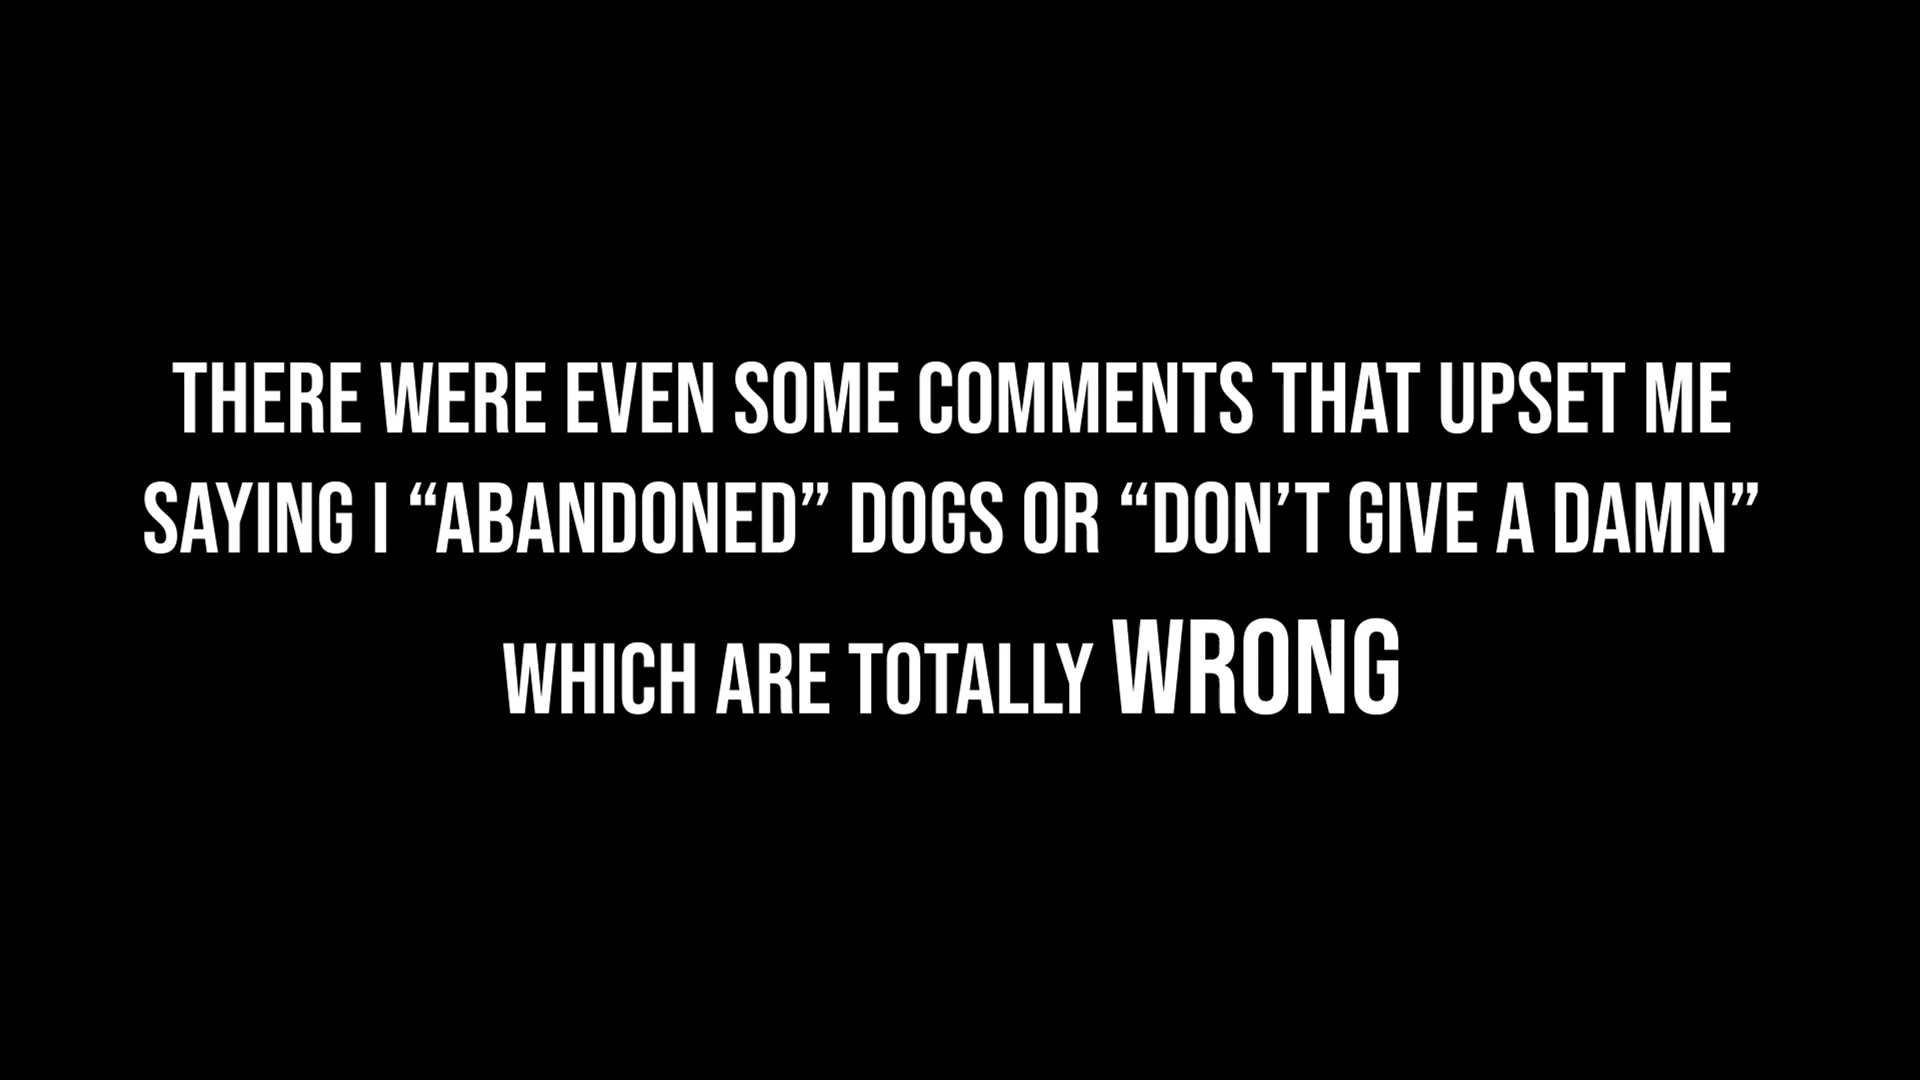 THERE WERE EVEN SOME COMMENTS THAT UPSET ME
SAYING I “ABANDONED” DOGS OR “DON’T GIVE A DAMN”
WHICH ARE TOTALLY WRONG